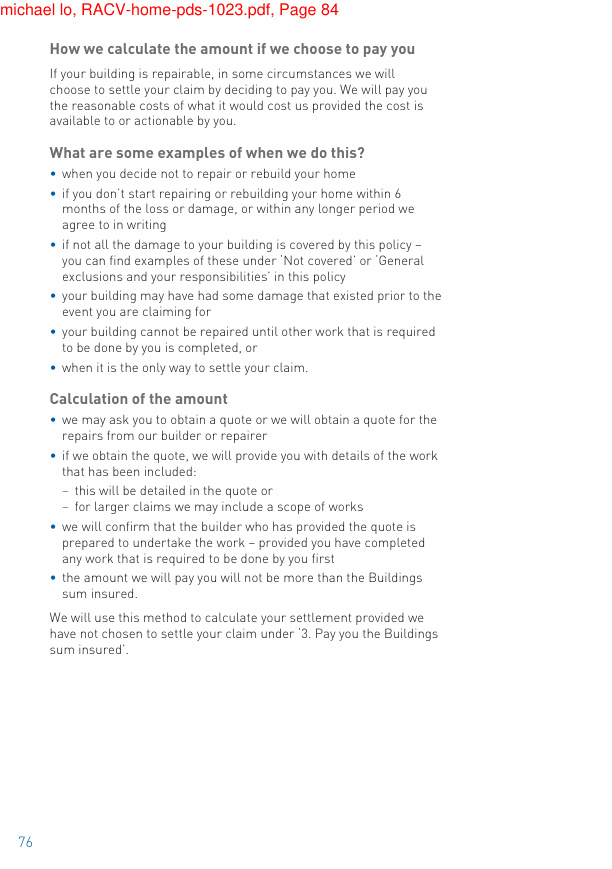 michael lo, RACV-home-pds-1023.pdf, Page 84
How we calculate the amount if we choose to pay you
If your building is repairable, in some circumstances we will
choose to settle your claim by deciding to pay you. We will pay you
the reasonable costs of what it would cost us provided the cost is
available to or actionable by you.
What are some examples of when we do this?
• when you decide not to repair or rebuild your home
• if you don't start repairing or rebuilding your home within 6
months of the loss or damage, or within any longer period we
agree to in writing
• if not all the damage to your building is covered by this policy –
you can find examples of these under 'Not covered' or 'General
exclusions and your responsibilities' in this policy
• your building may have had some damage that existed prior to the
event you are claiming for
• your building cannot be repaired until other work that is required
to be done by you is completed, or
• when it is the only way to settle your claim.
Calculation of the amount
• we may ask you to obtain a quote or we will obtain a quote for the
repairs from our builder or repairer
• if we obtain the quote, we will provide you with details of the work
that has been included:
– this will be detailed in the quote or
– for larger claims we may include a scope of works
• we will confirm that the builder who has provided the quote is
prepared to undertake the work – provided you have completed
any work that is required to be done by you first
• the amount we will pay you will not be more than the Buildings
sum insured.
We will use this method to calculate your settlement provided we
have not chosen to settle your claim under '3. Pay you the Buildings
sum insured'.
76